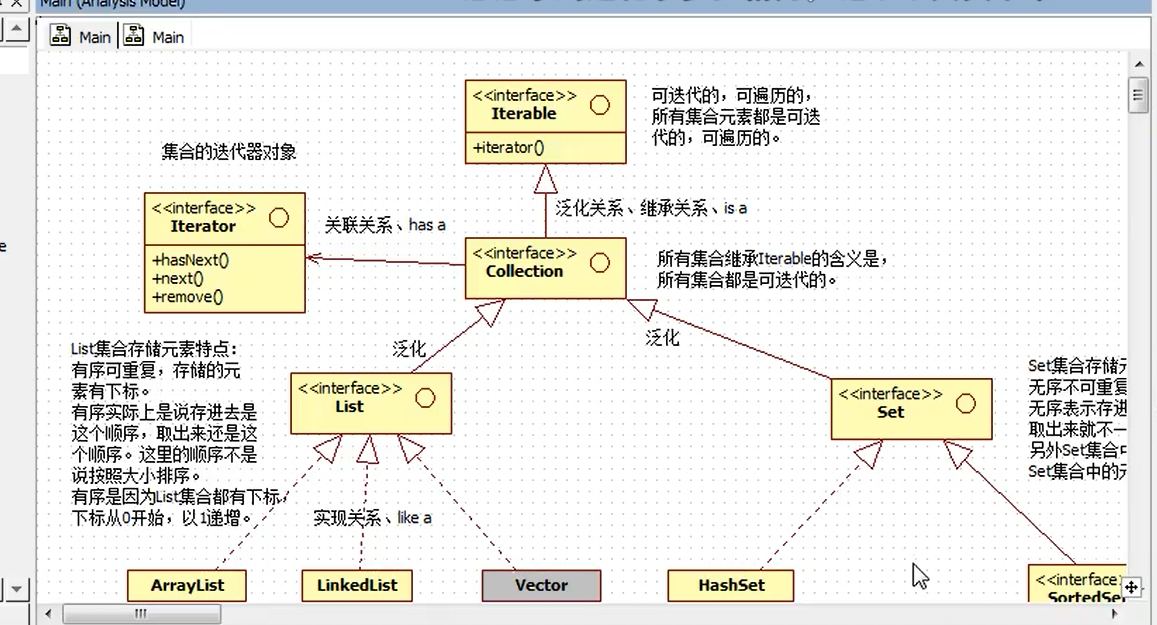 Main (Analysis Model)
Main
Main
<<interface>>
Iterable
+iterator()
可迭代的，可遍历的，
所有集合元素都是可迭
代的，可遍历的。
集合的迭代器对象
<<interface>>
Iterator
+hasNext()
+next()
+remove()
关联关系、has a
泛化关系、继承关系、is a
<<interface>>
Collection
所有集合继承Iterable的含义是，
所有集合都是可迭代的。
泛化
泛化
List集合存储元素特点：
有序可重复，存储的元
素有下标。
有序实际上是说存进去是
这个顺序，取出来还是这
个顺序。这里的顺序不是
说按照大小排序。
有序是因为List集合都有下标，
下标从0开始，以1递增。
<<interface>>
List
<<interface>>
Set
Set集合存储元
无序不可重复
无序表示存进
取出来就不一
另外Set集合中
Set集合中的元
实现关系、like a
ArrayList
LinkedList
Vector
HashSet
<<interface
SortedSet